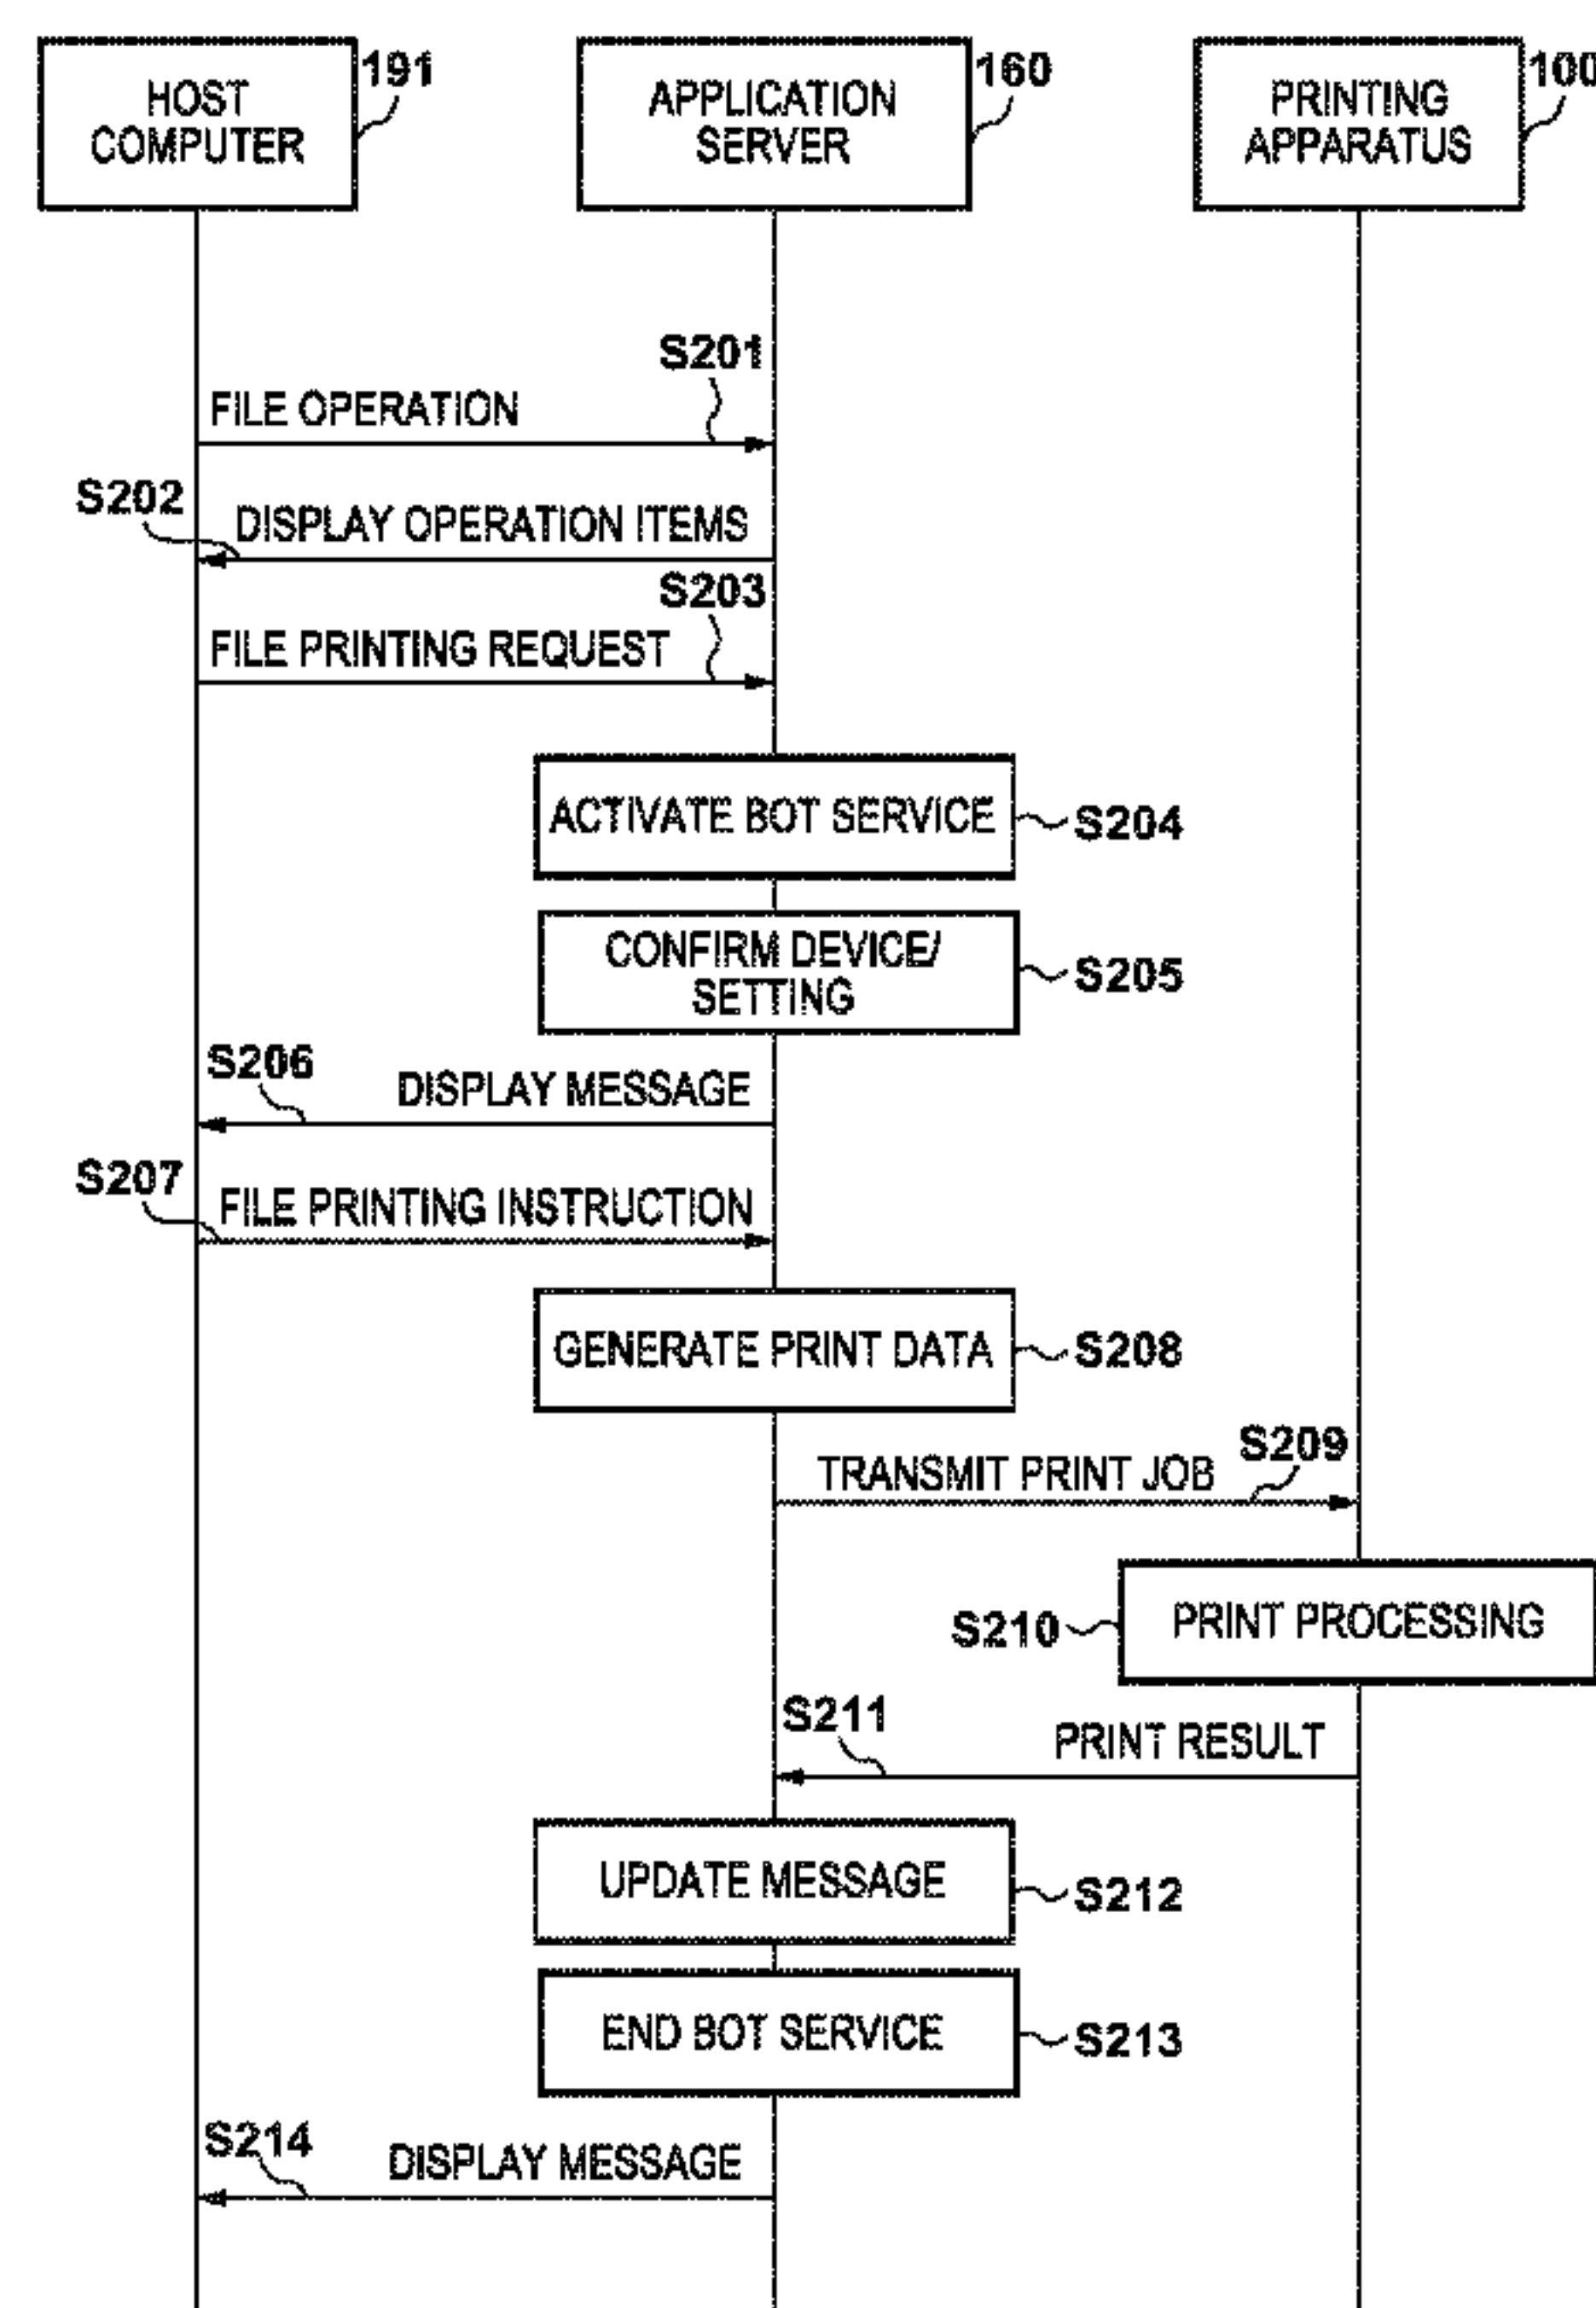 HOST
COMPUTER
191
APPLICATION
SERVER
160
PRINTING
APPARATUS
100
S201
FILE OPERATION
S202
DISPLAY OPERATION ITEMS
S203
FILE PRINTING REQUEST
ACTIVATE BOT SERVICE
S204
CONFIRM DEVICE/
SETTING
S205
S206
DISPLAY MESSAGE
S207
FILE PRINTING INSTRUCTION
GENERATE PRINT DATA
S208
S209
TRANSMIT PRINT JOB
S210
PRINT PROCESSING
S211
PRINT RESULT
UPDATE MESSAGE
S212
END BOT SERVICE
S213
S214
DISPLAY MESSAGE